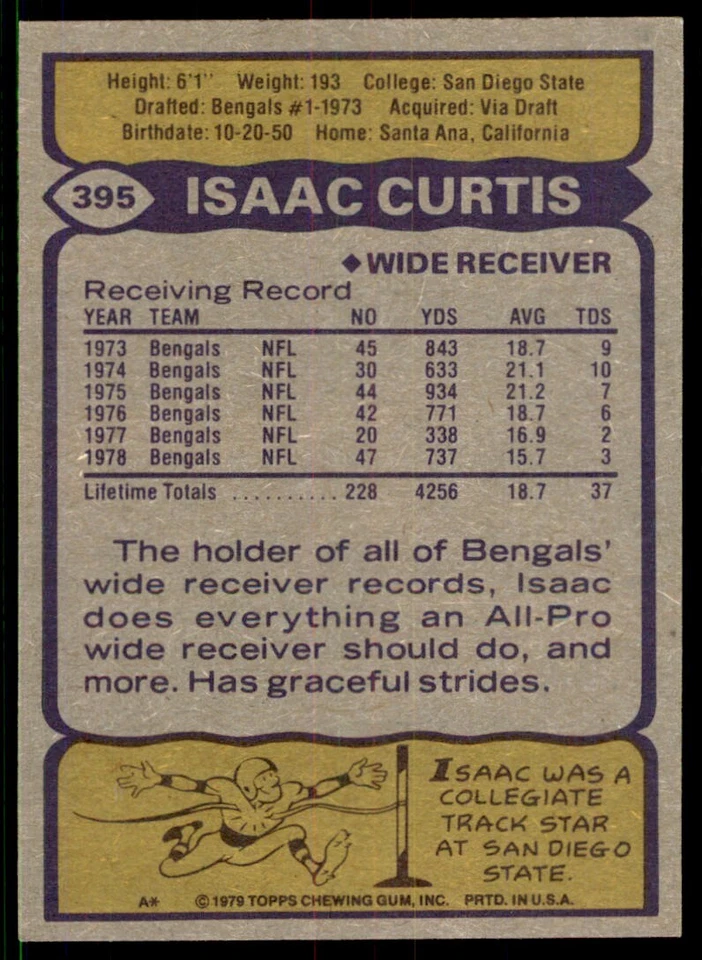 Height: 6'1" Weight: 193 College: San Diego State
Drafted: Bengals #1-1973 Acquired: Via Draft
Birthdate: 10-20-50 Home: Santa Ana, California
395 ISAAC CURTIS
◆ WIDE RECEIVER
Receiving Record
YEAR TEAM NO YDS AVG TDS
1973 Bengals NFL 45 843 18.7 9
1974 Bengals NFL 30 633 21.1 10
1975 Bengals NFL 44 934 21.2 7
1976 Bengals NFL 42 771 18.7 6
1977 Bengals NFL 20 338 16.9 2
1978 Bengals NFL 47 737 15.7 3
Lifetime Totals .......... 228 4256 18.7 37
The holder of all of Bengals'
wide receiver records, Isaac
does everything an All-Pro
wide receiver should do, and
more. Has graceful strides.
ISAAC WAS A
COLLEGIATE
TRACK STAR
AT SAN DIEGO
STATE.
A* © 1979 TOPPS CHEWING GUM, INC. PRTD. IN U.S.A.